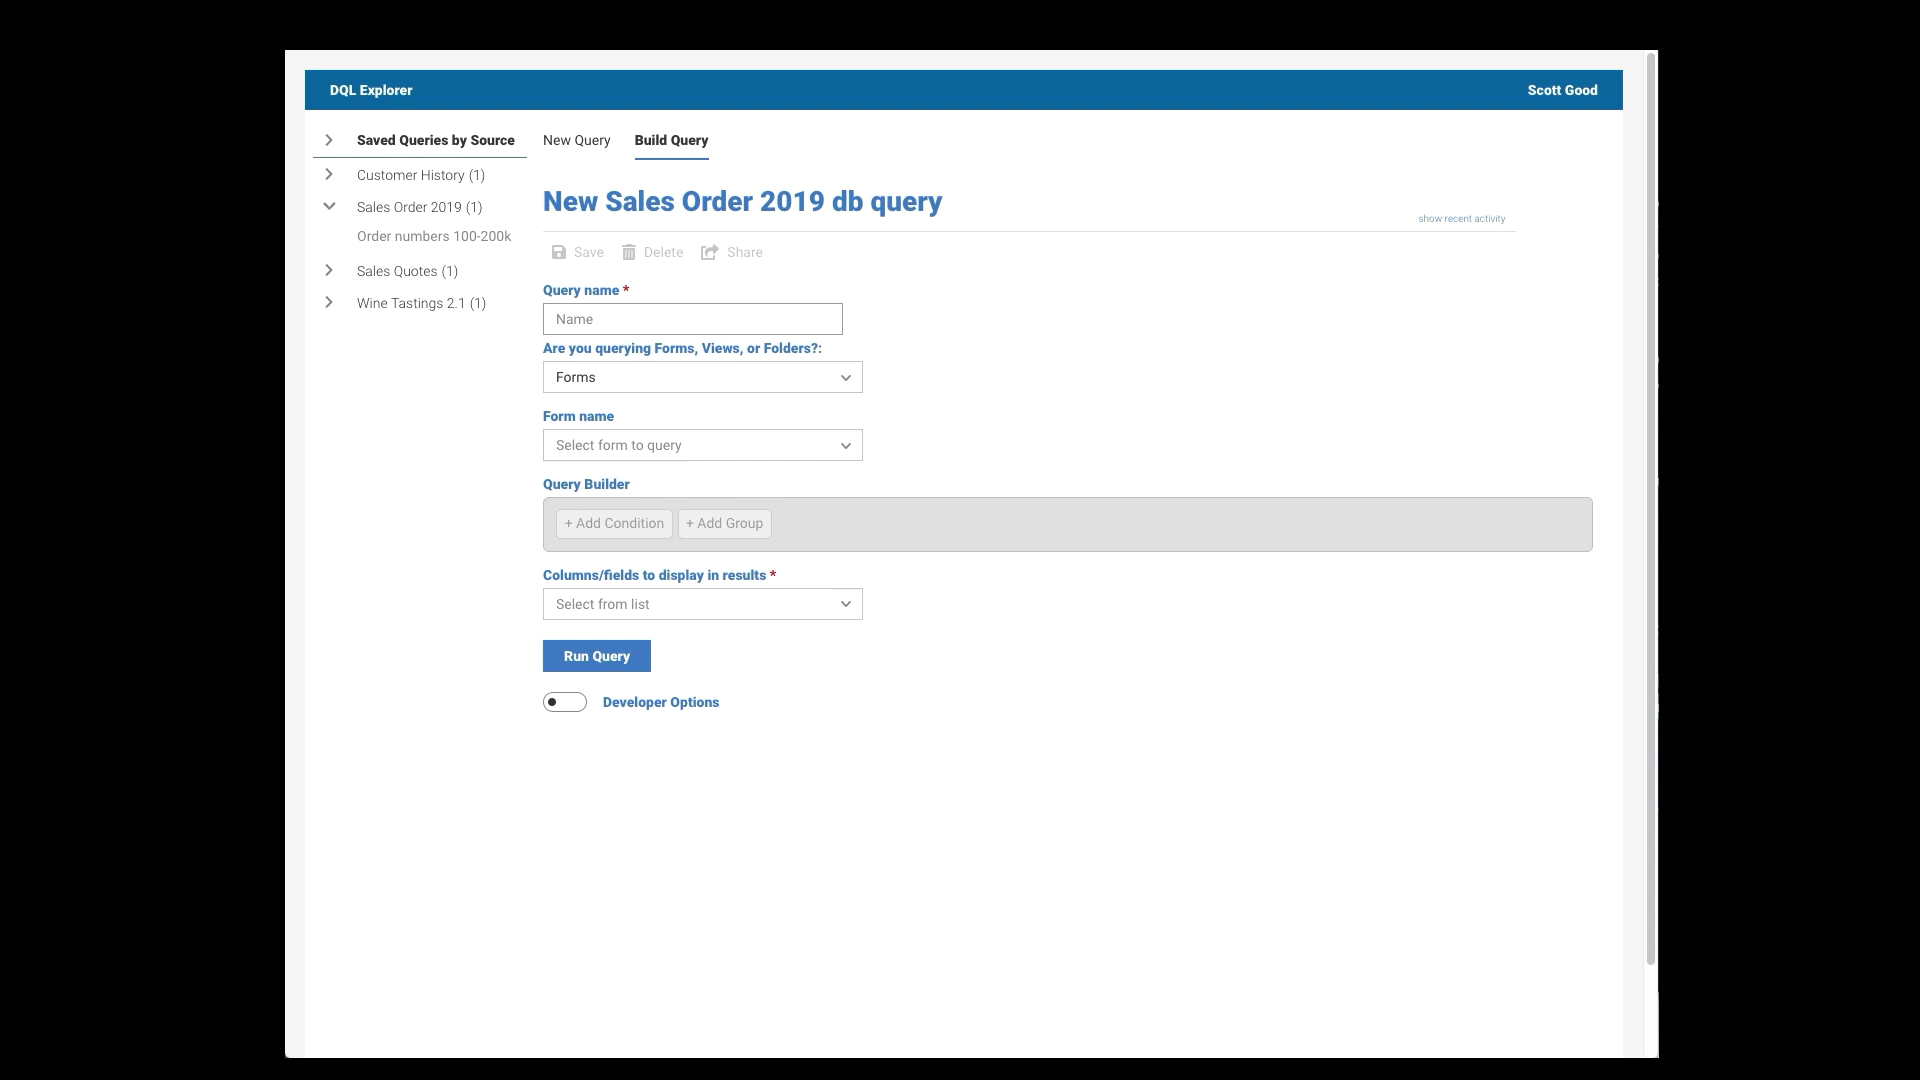 DQL Explorer
Scott Good
Saved Queries by Source
Customer History (1)
Sales Order 2019 (1)
Order numbers 100-200k
Sales Quotes (1)
Wine Tastings 2.1 (1)
New Query
Build Query
New Sales Order 2019 db query
show recent activity
Save
Delete
Share
Query name *
Name
Are you querying Forms, Views, or Folders?:
Forms
Form name
Select form to query
Query Builder
+ Add Condition
+ Add Group
Columns/fields to display in results *
Select from list
Run Query
Developer Options